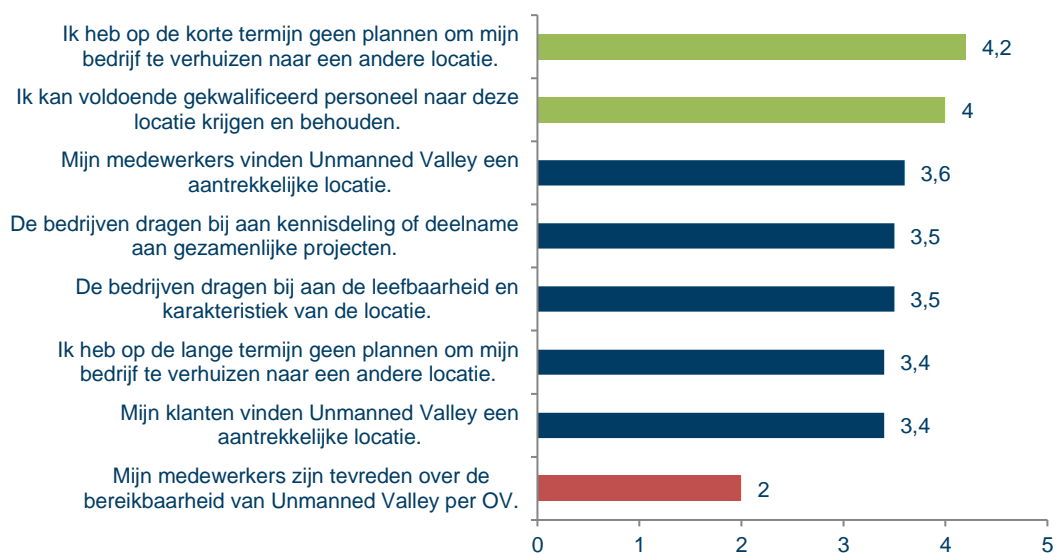 Ik heb op de korte termijn geen plannen om mijn
bedrijf te verhuizen naar een andere locatie.
4,2
Ik kan voldoende gekwalificeerd personeel naar deze
locatie krijgen en behouden.
4
Mijn medewerkers vinden Unmanned Valley een
aantrekkelijke locatie.
3,6
De bedrijven dragen bij aan kennisdeling of deelname
aan gezamenlijke projecten.
3,5
De bedrijven dragen bij aan de leefbaarheid en
karakteristiek van de locatie.
3,5
Ik heb op de lange termijn geen plannen om mijn
bedrijf te verhuizen naar een andere locatie.
3,4
Mijn klanten vinden Unmanned Valley een
aantrekkelijke locatie.
3,4
Mijn medewerkers zijn tevreden over de
bereikbaarheid van Unmanned Valley per OV.
2
0 1 2 3 4 5